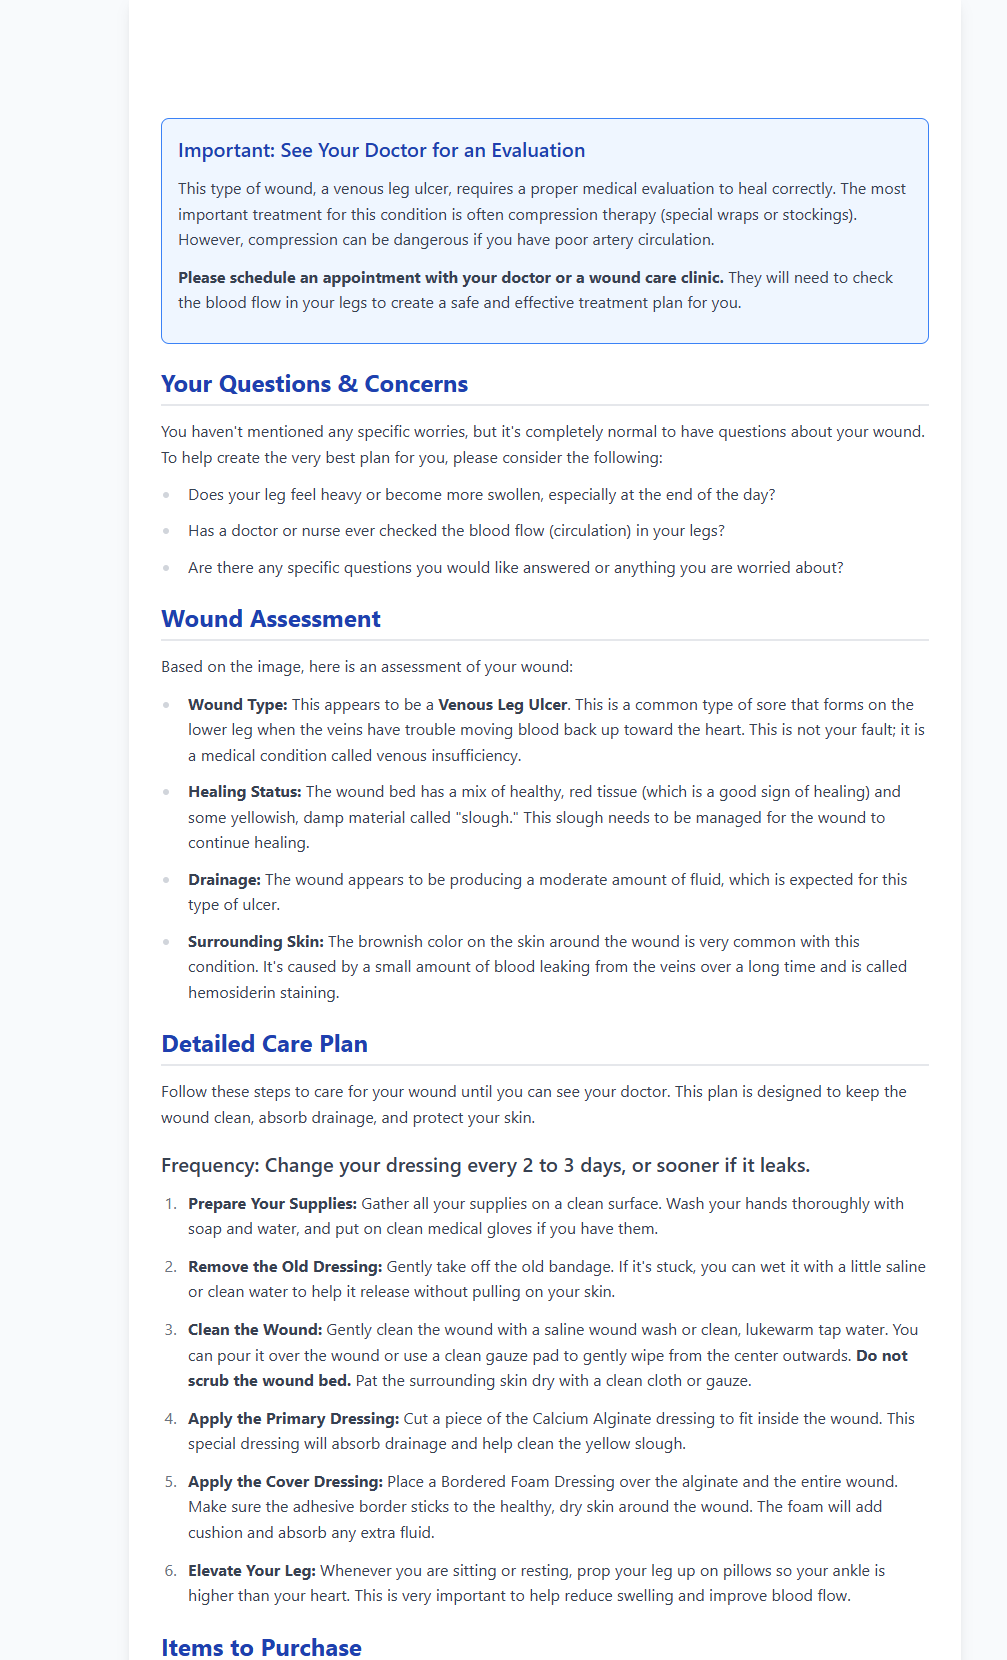 Important: See Your Doctor for an Evaluation
This type of wound, a venous leg ulcer, requires a proper medical evaluation to heal correctly. The most
important treatment for this condition is often compression therapy (special wraps or stockings).
However, compression can be dangerous if you have poor artery circulation.
Please schedule an appointment with your doctor or a wound care clinic. They will need to check
the blood flow in your legs to create a safe and effective treatment plan for you.
Your Questions & Concerns
You haven't mentioned any specific worries, but it's completely normal to have questions about your wound.
To help create the very best plan for you, please consider the following:
• Does your leg feel heavy or become more swollen, especially at the end of the day?
• Has a doctor or nurse ever checked the blood flow (circulation) in your legs?
• Are there any specific questions you would like answered or anything you are worried about?
Wound Assessment
Based on the image, here is an assessment of your wound:
• Wound Type: This appears to be a Venous Leg Ulcer. This is a common type of sore that forms on the
lower leg when the veins have trouble moving blood back up toward the heart. This is not your fault; it is
a medical condition called venous insufficiency.
• Healing Status: The wound bed has a mix of healthy, red tissue (which is a good sign of healing) and
some yellowish, damp material called "slough." This slough needs to be managed for the wound to
continue healing.
• Drainage: The wound appears to be producing a moderate amount of fluid, which is expected for this
type of ulcer.
• Surrounding Skin: The brownish color on the skin around the wound is very common with this
condition. It's caused by a small amount of blood leaking from the veins over a long time and is called
hemosiderin staining.
Detailed Care Plan
Follow these steps to care for your wound until you can see your doctor. This plan is designed to keep the
wound clean, absorb drainage, and protect your skin.
Frequency: Change your dressing every 2 to 3 days, or sooner if it leaks.
1. Prepare Your Supplies: Gather all your supplies on a clean surface. Wash your hands thoroughly with
soap and water, and put on clean medical gloves if you have them.
2. Remove the Old Dressing: Gently take off the old bandage. If it's stuck, you can wet it with a little saline
or clean water to help it release without pulling on your skin.
3. Clean the Wound: Gently clean the wound with a saline wound wash or clean, lukewarm tap water. You
can pour it over the wound or use a clean gauze pad to gently wipe from the center outwards. Do not
scrub the wound bed. Pat the surrounding skin dry with a clean cloth or gauze.
4. Apply the Primary Dressing: Cut a piece of the Calcium Alginate dressing to fit inside the wound. This
special dressing will absorb drainage and help clean the yellow slough.
5. Apply the Cover Dressing: Place a Bordered Foam Dressing over the alginate and the entire wound.
Make sure the adhesive border sticks to the healthy, dry skin around the wound. The foam will add
cushion and absorb any extra fluid.
6. Elevate Your Leg: Whenever you are sitting or resting, prop your leg up on pillows so your ankle is
higher than your heart. This is very important to help reduce swelling and improve blood flow.
Items to Purchase